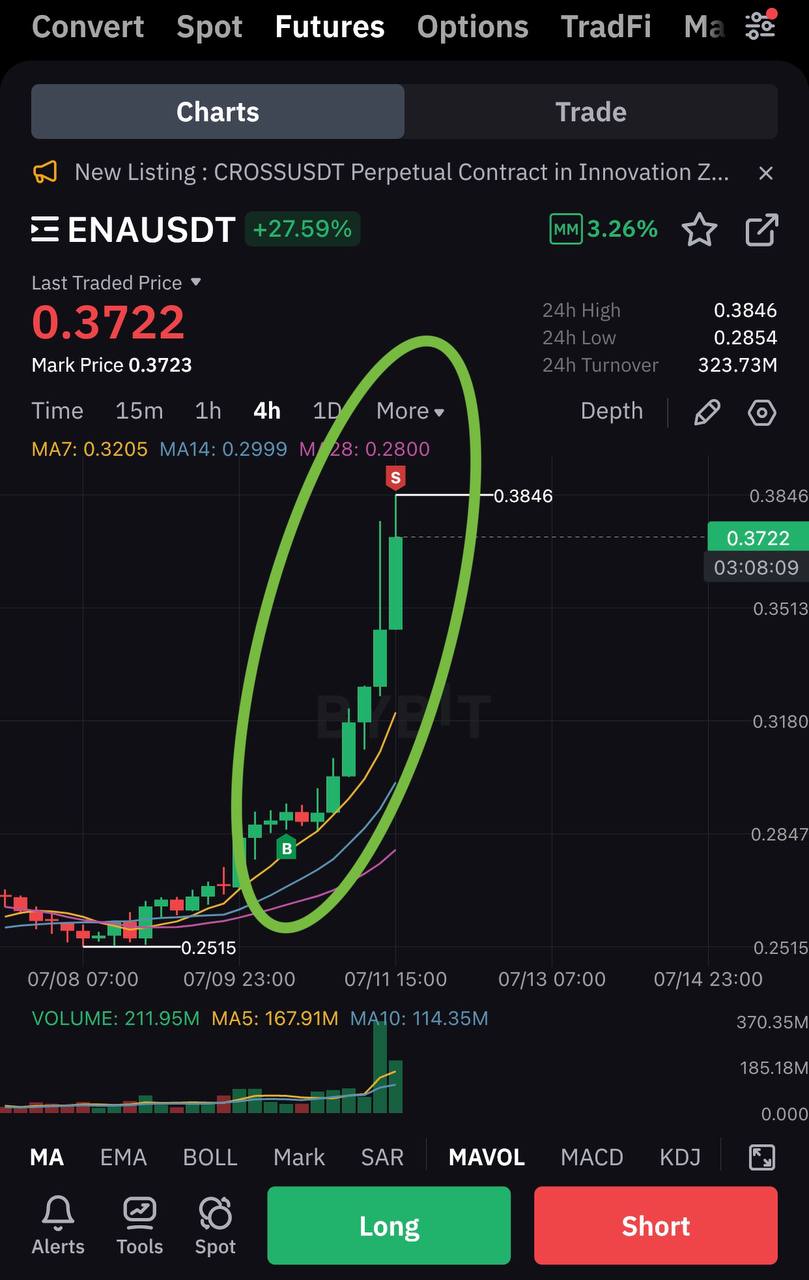 Convert Spot Futures Options TradFi Ma
Charts Trade
New Listing : CROSSUSDT Perpetual Contract in Innovation Z...
ENAUSDT +27.59% MM 3.26%
Last Traded Price
0.3722
Mark Price 0.3723
24h High 0.3846
24h Low 0.2854
24h Turnover 323.73M
Time 15m 1h 4h 1D More Depth
MA7: 0.3205 MA14: 0.2999 MA28: 0.2800
S
0.3846 0.3846
0.3722
03:08:09
0.3513
BYBIT
0.3180
0.2847
B
0.2515 0.2515
07/08 07:00 07/09 23:00 07/11 15:00 07/13 07:00 07/14 23:00
VOLUME: 211.95M MA5: 167.91M MA10: 114.35M
370.35M
185.18M
0.000
MA EMA BOLL Mark SAR MAVOL MACD KDJ
Alerts Tools Spot Long Short